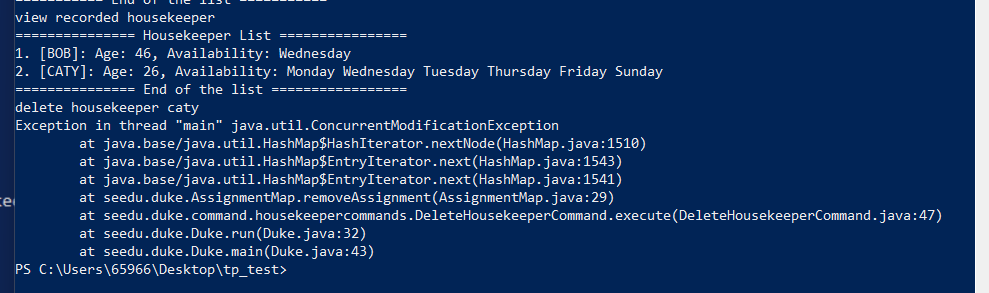 =========== End of the list ===========
view recorded housekeeper
=============== Housekeeper List ================
1. [BOB]: Age: 46, Availability: Wednesday
2. [CATY]: Age: 26, Availability: Monday Wednesday Tuesday Thursday Friday Sunday
=============== End of the list =================
delete housekeeper caty
Exception in thread "main" java.util.ConcurrentModificationException
at java.base/java.util.HashMap$HashIterator.nextNode(HashMap.java:1510)
at java.base/java.util.HashMap$EntryIterator.next(HashMap.java:1543)
at java.base/java.util.HashMap$EntryIterator.next(HashMap.java:1541)
at seedu.duke.AssignmentMap.removeAssignment(AssignmentMap.java:29)
at seedu.duke.command.housekeepercommands.DeleteHousekeeperCommand.execute(DeleteHousekeeperCommand.java:47)
at seedu.duke.Duke.run(Duke.java:32)
at seedu.duke.Duke.main(Duke.java:43)
PS C:\Users\65966\Desktop\tp_test>